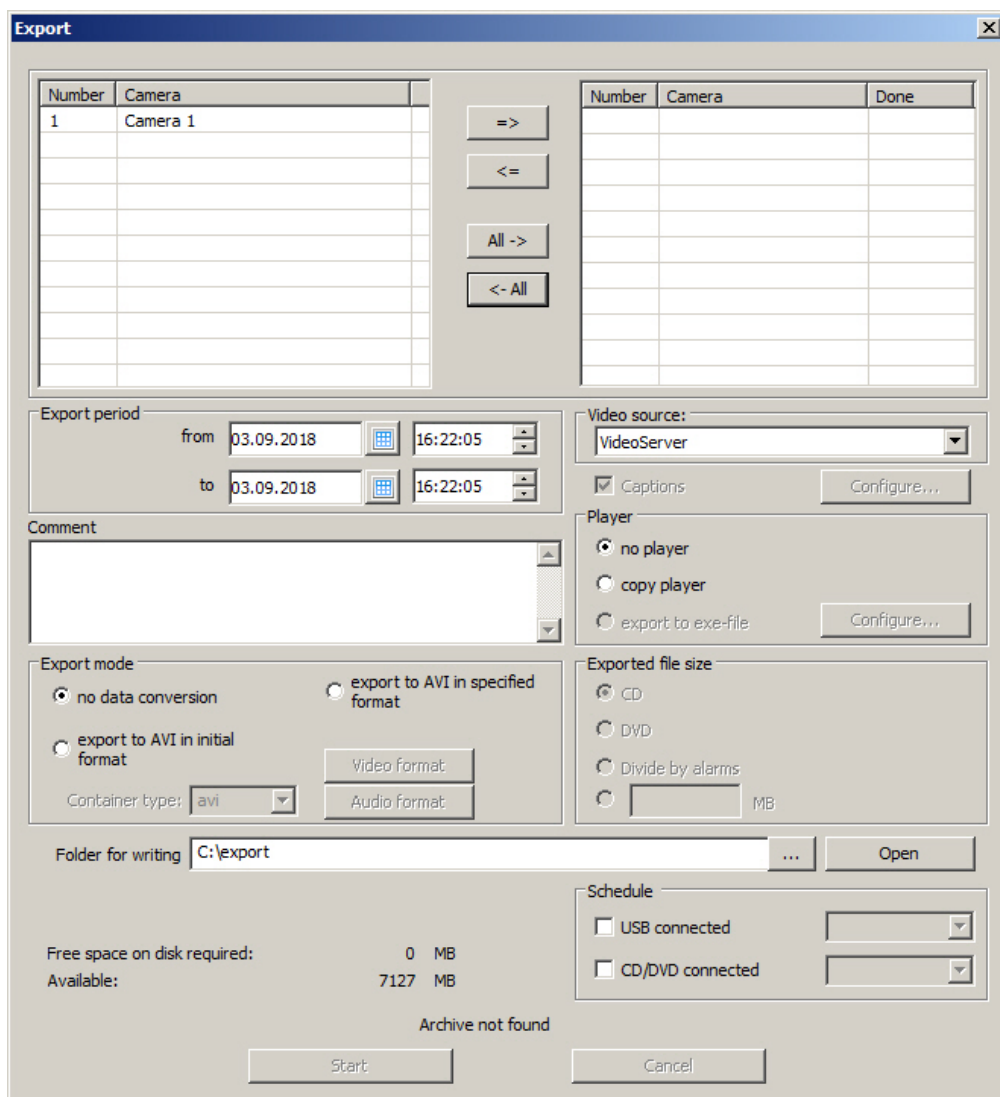 Export
Number Camera
1 Camera 1
=>
<=
All ->
<- All
Number Camera Done
Export period
from 03.09.2018 16:22:05
to 03.09.2018 16:22:05
Video source:
VideoServer
Captions Configure...
Comment
Player
no player
copy player
export to exe-file Configure...
Export mode
no data conversion
export to AVI in specified
format
export to AVI in initial
format
Video format
Container type: avi Audio format
Exported file size
CD
DVD
Divide by alarms
MB
Folder for writing C:\export ... Open
Schedule
USB connected
CD/DVD connected
Free space on disk required: 0 MB
Available: 7127 MB
Archive not found
Start Cancel